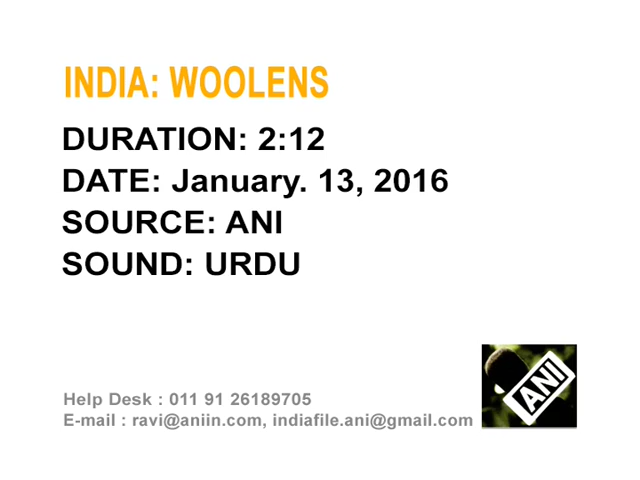 INDIA: WOOLENS
DURATION: 2:12
DATE: January. 13, 2016
SOURCE: ANI
SOUND: URDU
ANI
Help Desk : 011 91 26189705
E-mail : ravi@aniin.com, indiafile.ani@gmail.com